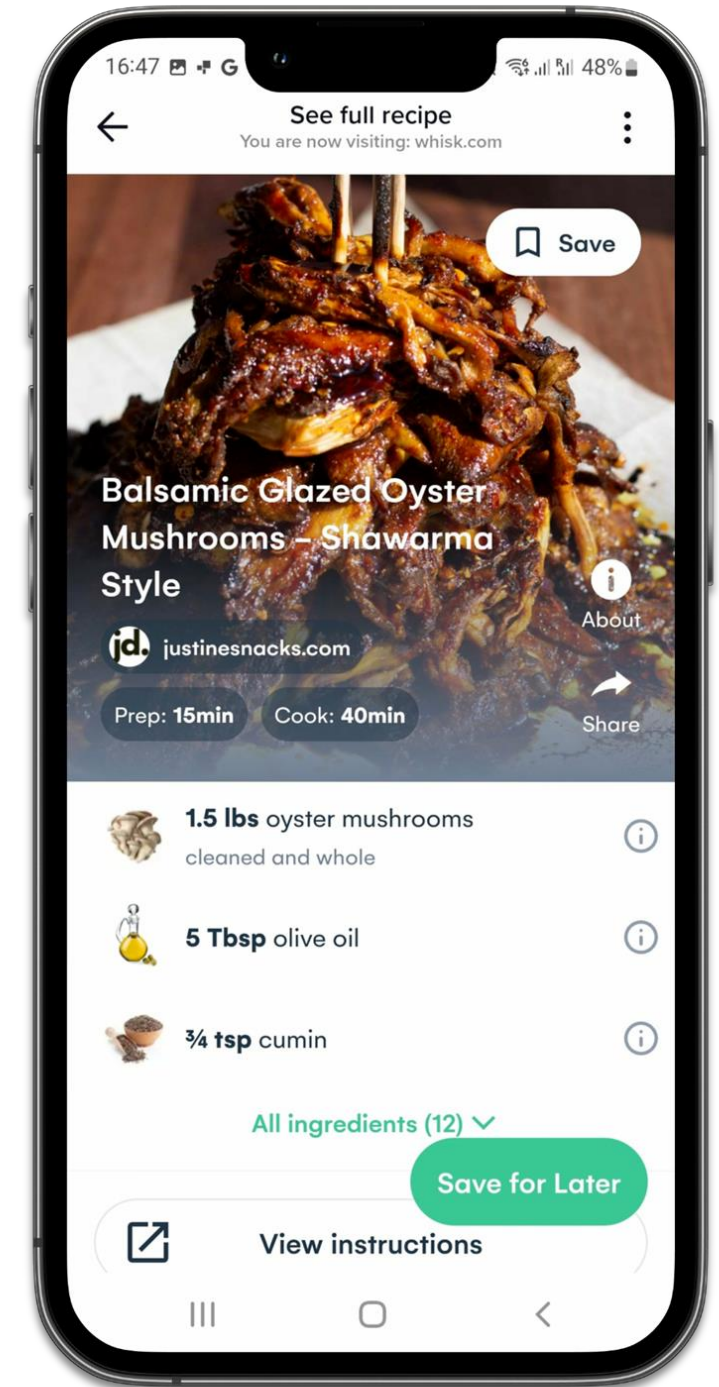 16:47 G 48%
See full recipe
You are now visiting: whisk.com
Save
Balsamic Glazed Oyster
Mushrooms – Shawarma
Style
About
jd. justinesnacks.com
Prep: 15min Cook: 40min
Share
1.5 lbs oyster mushrooms
cleaned and whole
5 Tbsp olive oil
¾ tsp cumin
All ingredients (12)
Save for Later
View instructions